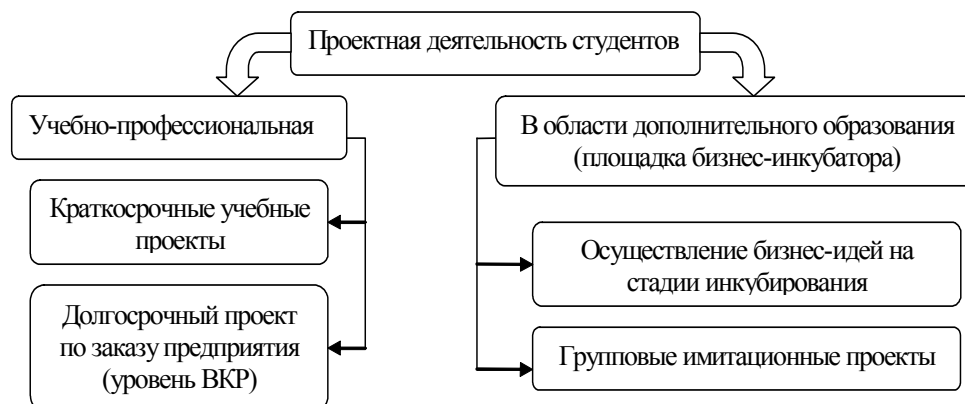 Проектная деятельность студентов
Учебно-профессиональная
Краткосрочные учебные
проекты
Долгосрочный проект
по заказу предприятия
(уровень ВКР)
В области дополнительного образования
(площадка бизнес-инкубатора)
Осуществление бизнес-идей на
стадии инкубирования
Групповые имитационные проекты